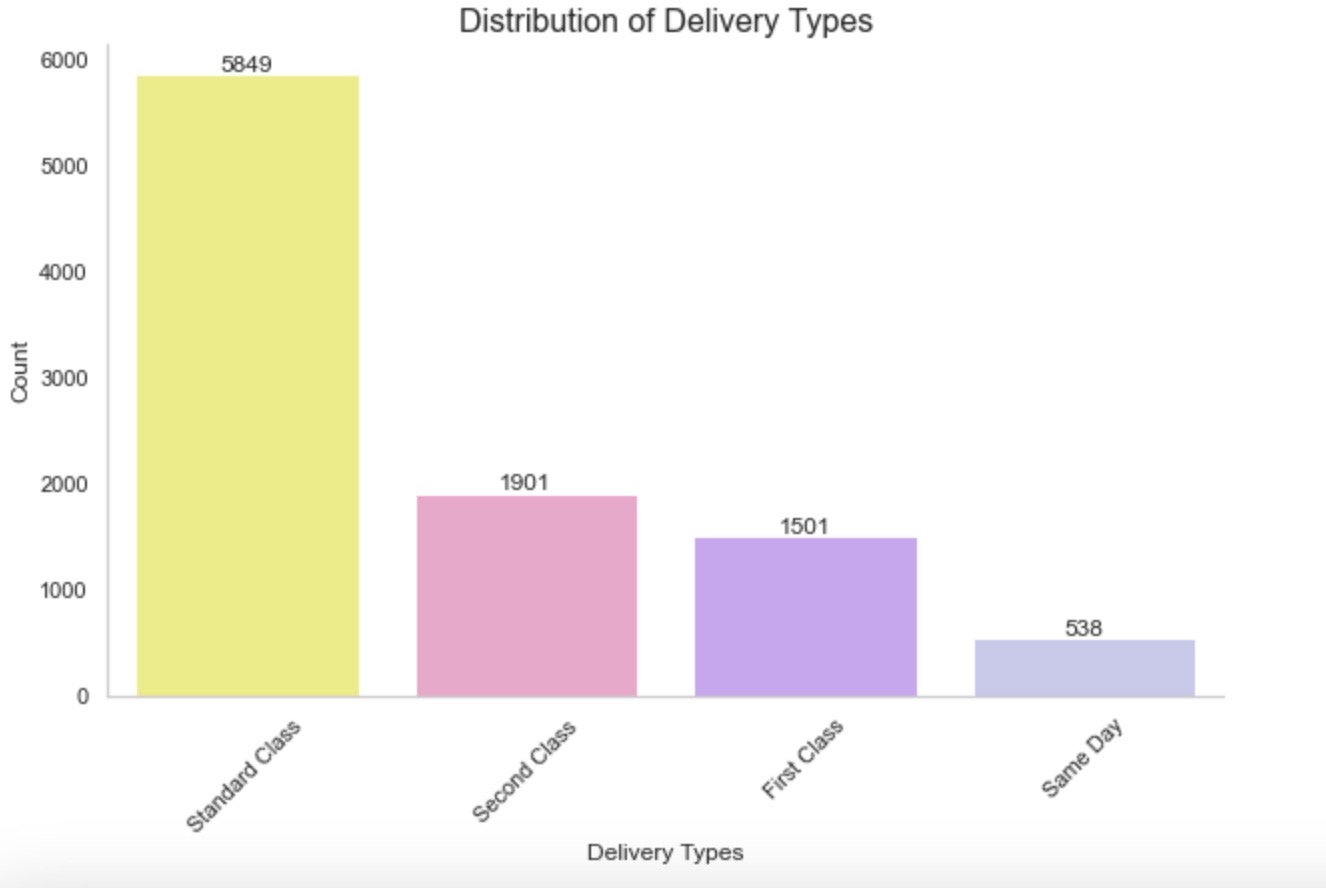 Distribution of Delivery Types
6000
5000
4000
3000
2000
1000
0
Count
5849
1901
1501
538
Standard Class
Second Class
First Class
Same Day
Delivery Types